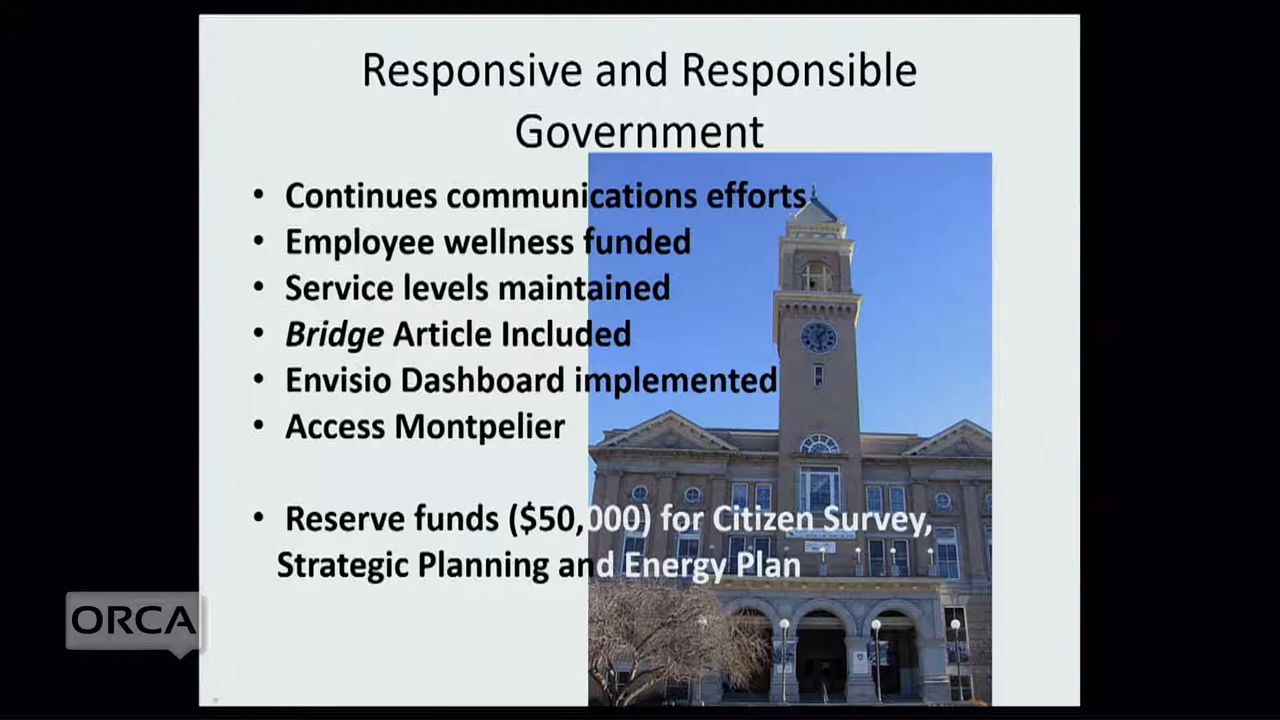 Responsive and Responsible
Government
• Continues communications efforts
• Employee wellness funded
• Service levels maintained
• Bridge Article Included
• Envisio Dashboard implemented
• Access Montpelier
• Reserve funds ($50,000) for Citizen Survey,
Strategic Planning and Energy Plan
ORCA